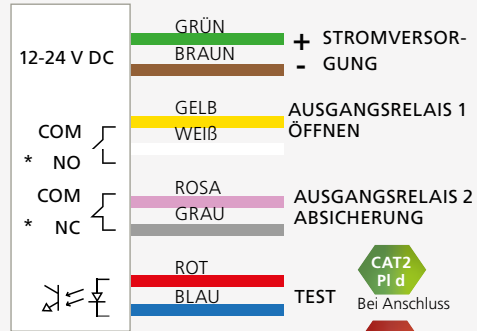 12-24 V DC
GRÜN
BRAUN
+ STROMVERSOR-
- GUNG
COM
* NO
GELB
WEIß
AUSGANGSRELAIS 1
ÖFFNEN
COM
* NC
ROSA
GRAU
AUSGANGSRELAIS 2
ABSICHERUNG
ROT
BLAU
TEST
CAT2
Pl d
Bei Anschluss